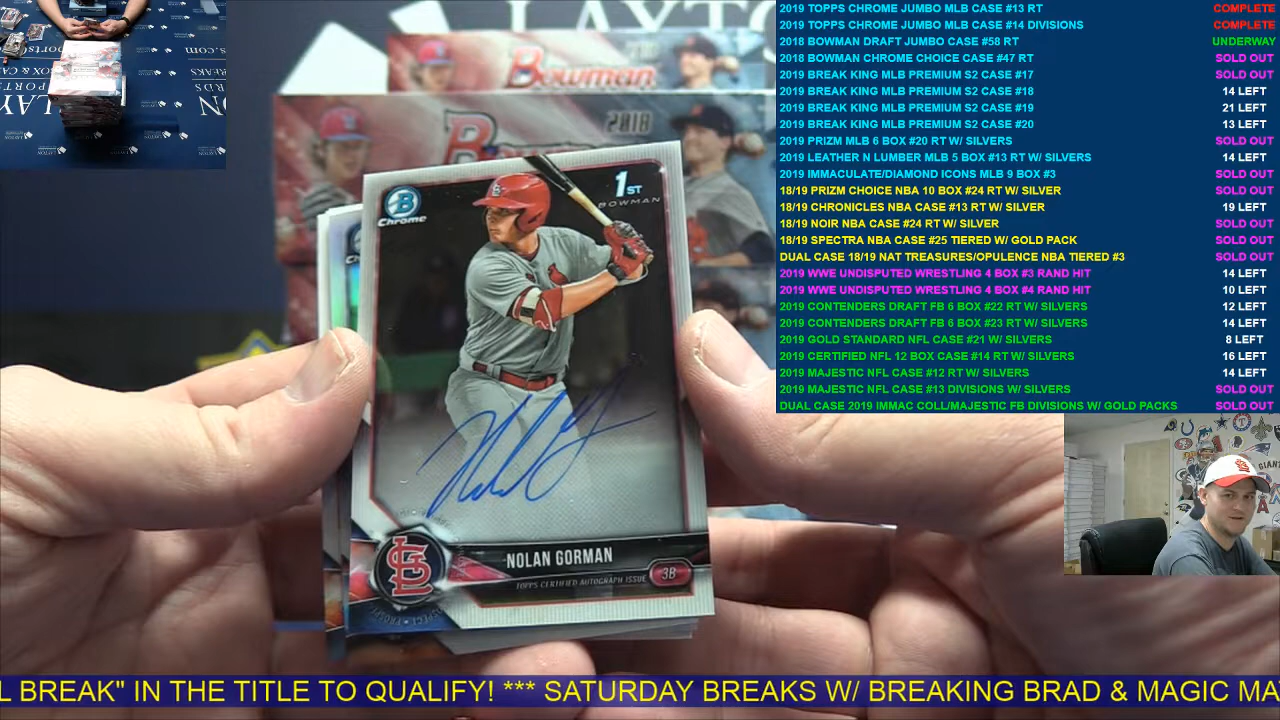 LAYTON
.com
Bowman
2018
1ST
BOWMAN
B
Chrome
NOLAN GORMAN
TOPPS CERTIFIED AUTOGRAPH ISSUE
3B
2019 TOPPS CHROME JUMBO MLB CASE #13 RT COMPLETE
2019 TOPPS CHROME JUMBO MLB CASE #14 DIVISIONS COMPLETE
2018 BOWMAN DRAFT JUMBO CASE #58 RT UNDERWAY
2018 BOWMAN CHROME CHOICE CASE #47 RT SOLD OUT
2019 BREAK KING MLB PREMIUM S2 CASE #17 SOLD OUT
2019 BREAK KING MLB PREMIUM S2 CASE #18 14 LEFT
2019 BREAK KING MLB PREMIUM S2 CASE #19 21 LEFT
2019 BREAK KING MLB PREMIUM S2 CASE #20 13 LEFT
2019 PRIZM MLB 6 BOX #20 RT W/ SILVERS SOLD OUT
2019 LEATHER N LUMBER MLB 5 BOX #13 RT W/ SILVERS 14 LEFT
2019 IMMACULATE/DIAMOND ICONS MLB 9 BOX #3 SOLD OUT
18/19 PRIZM CHOICE NBA 10 BOX #24 RT W/ SILVER SOLD OUT
18/19 CHRONICLES NBA CASE #13 RT W/ SILVER 19 LEFT
18/19 NOIR NBA CASE #24 RT W/ SILVER SOLD OUT
18/19 SPECTRA NBA CASE #25 TIERED W/ GOLD PACK SOLD OUT
DUAL CASE 18/19 NAT TREASURES/OPULENCE NBA TIERED #3 SOLD OUT
2019 WWE UNDISPUTED WRESTLING 4 BOX #3 RAND HIT 14 LEFT
2019 WWE UNDISPUTED WRESTLING 4 BOX #4 RAND HIT 10 LEFT
2019 CONTENDERS DRAFT FB 6 BOX #22 RT W/ SILVERS 12 LEFT
2019 CONTENDERS DRAFT FB 6 BOX #23 RT W/ SILVERS 14 LEFT
2019 GOLD STANDARD NFL CASE #21 W/ SILVERS 8 LEFT
2019 CERTIFIED NFL 12 BOX CASE #14 RT W/ SILVERS 16 LEFT
2019 MAJESTIC NFL CASE #12 RT W/ SILVERS 14 LEFT
2019 MAJESTIC NFL CASE #13 DIVISIONS W/ SILVERS SOLD OUT
DUAL CASE 2019 IMMAC COLL/MAJESTIC FB DIVISIONS W/ GOLD PACKS SOLD OUT
L BREAK" IN THE TITLE TO QUALIFY! *** SATURDAY BREAKS W/ BREAKING BRAD & MAGIC MA